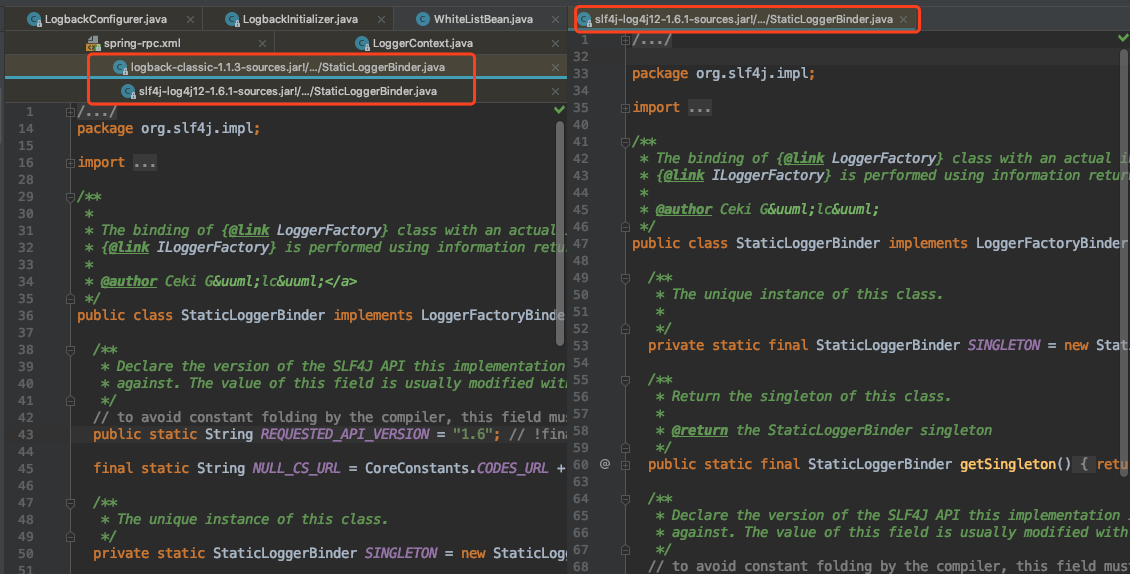 LogbackConfigurer.java
LogbackInitializer.java
WhiteListBean.java
slf4j-log4j12-1.6.1-sources.jar!/.../StaticLoggerBinder.java
spring-rpc.xml
LoggerContext.java
logback-classic-1.1.3-sources.jar!/.../StaticLoggerBinder.java
slf4j-log4j12-1.6.1-sources.jar!/.../StaticLoggerBinder.java
1 /.../
14 package org.slf4j.impl;
15
16 import ...
28
29 /**
30 *
31 * The binding of {@link LoggerFactory} class with an actual
32 * {@link ILoggerFactory} is performed using information retu
33 *
34 * @author Ceki G&uuml;lc&uuml;</a>
35 */
36 public class StaticLoggerBinder implements LoggerFactoryBinde
37
38 /**
39 * Declare the version of the SLF4J API this implementation
40 * against. The value of this field is usually modified with
41 */
42 // to avoid constant folding by the compiler, this field mus
43 public static String REQUESTED_API_VERSION = "1.6"; // !fina
44
45 final static String NULL_CS_URL = CoreConstants.CODES_URL +
46
47 /**
48 * The unique instance of this class.
49 */
50 private static StaticLoggerBinder SINGLETON = new StaticLogg
51
1 /.../
32
33 package org.slf4j.impl;
34
35 import ...
40
41 /**
42 * The binding of {@link LoggerFactory} class with an actual i
43 * {@link ILoggerFactory} is performed using information retur
44 *
45 * @author Ceki G&uuml;lc&uuml;
46 */
47 public class StaticLoggerBinder implements LoggerFactoryBinder
48
49 /**
50 * The unique instance of this class.
51 *
52 */
53 private static final StaticLoggerBinder SINGLETON = new Stat
54
55 /**
56 * Return the singleton of this class.
57 *
58 * @return the StaticLoggerBinder singleton
59 */
60 @ public static final StaticLoggerBinder getSingleton() { retu
63
64 /**
65 * Declare the version of the SLF4J API this implementation
66 * against. The value of this field is usually modified with
67 */
68 // to avoid constant folding by the compiler, this field mus